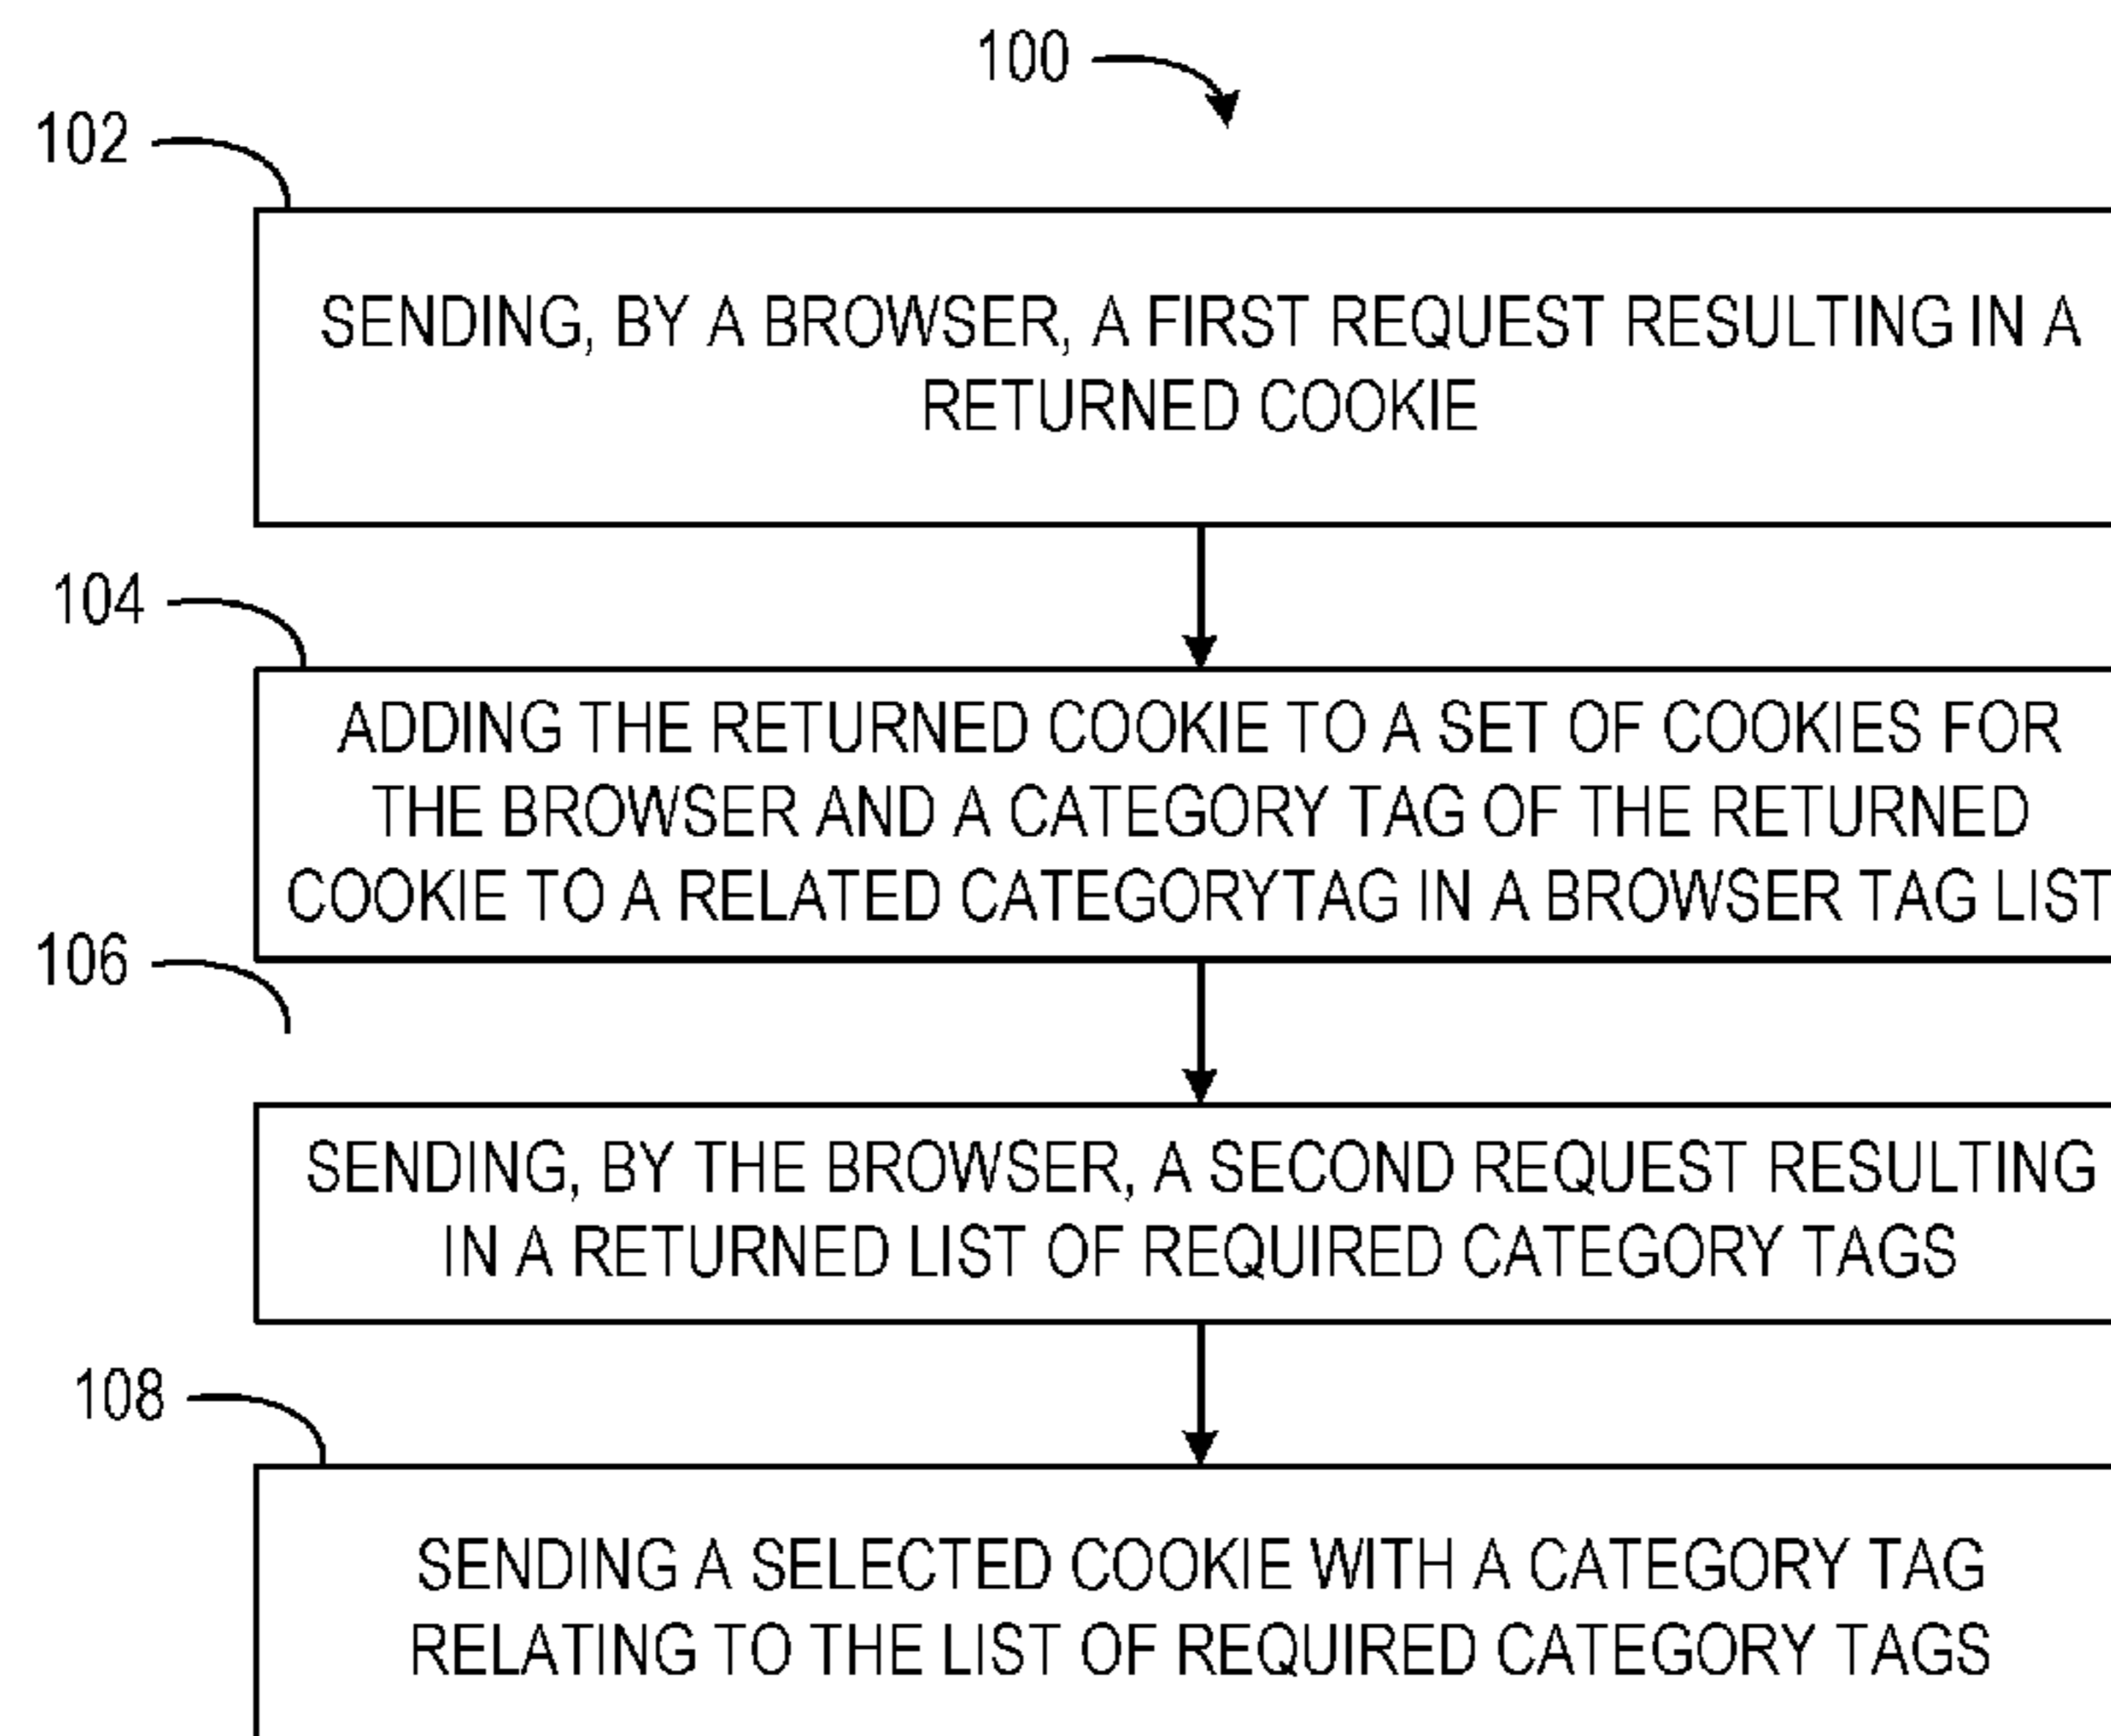 100
102
SENDING, BY A BROWSER, A FIRST REQUEST RESULTING IN A
RETURNED COOKIE
104
ADDING THE RETURNED COOKIE TO A SET OF COOKIES FOR
THE BROWSER AND A CATEGORY TAG OF THE RETURNED
COOKIE TO A RELATED CATEGORYTAG IN A BROWSER TAG LIST
106
SENDING, BY THE BROWSER, A SECOND REQUEST RESULTING
IN A RETURNED LIST OF REQUIRED CATEGORY TAGS
108
SENDING A SELECTED COOKIE WITH A CATEGORY TAG
RELATING TO THE LIST OF REQUIRED CATEGORY TAGS